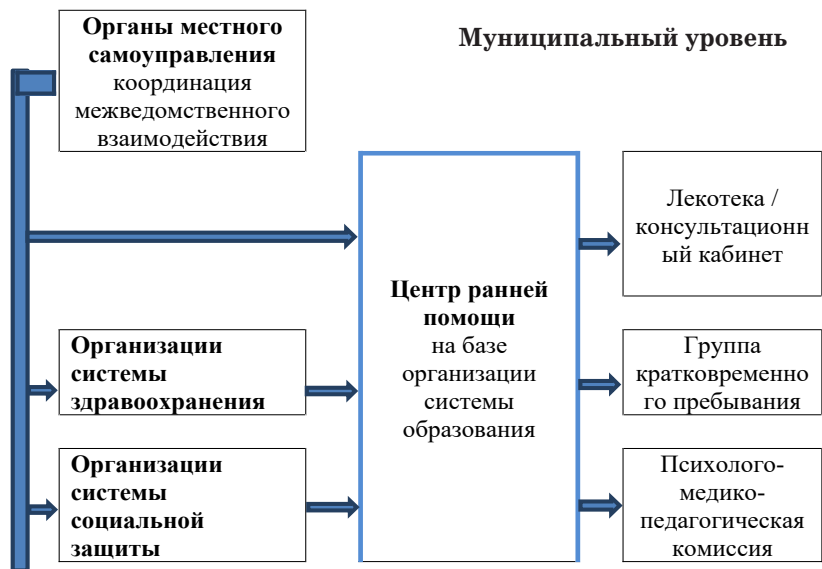 Органы местного
самоуправления
координация
межведомственного
взаимодействия
Муниципальный уровень
Организации
системы
здравоохранения
Организации
системы
социальной
защиты
Центр ранней
помощи
на базе
организации
системы
образования
Лекотека /
консультационн
ый кабинет
Группа
кратковременно
го пребывания
Психолого-
медико-
педагогическая
комиссия